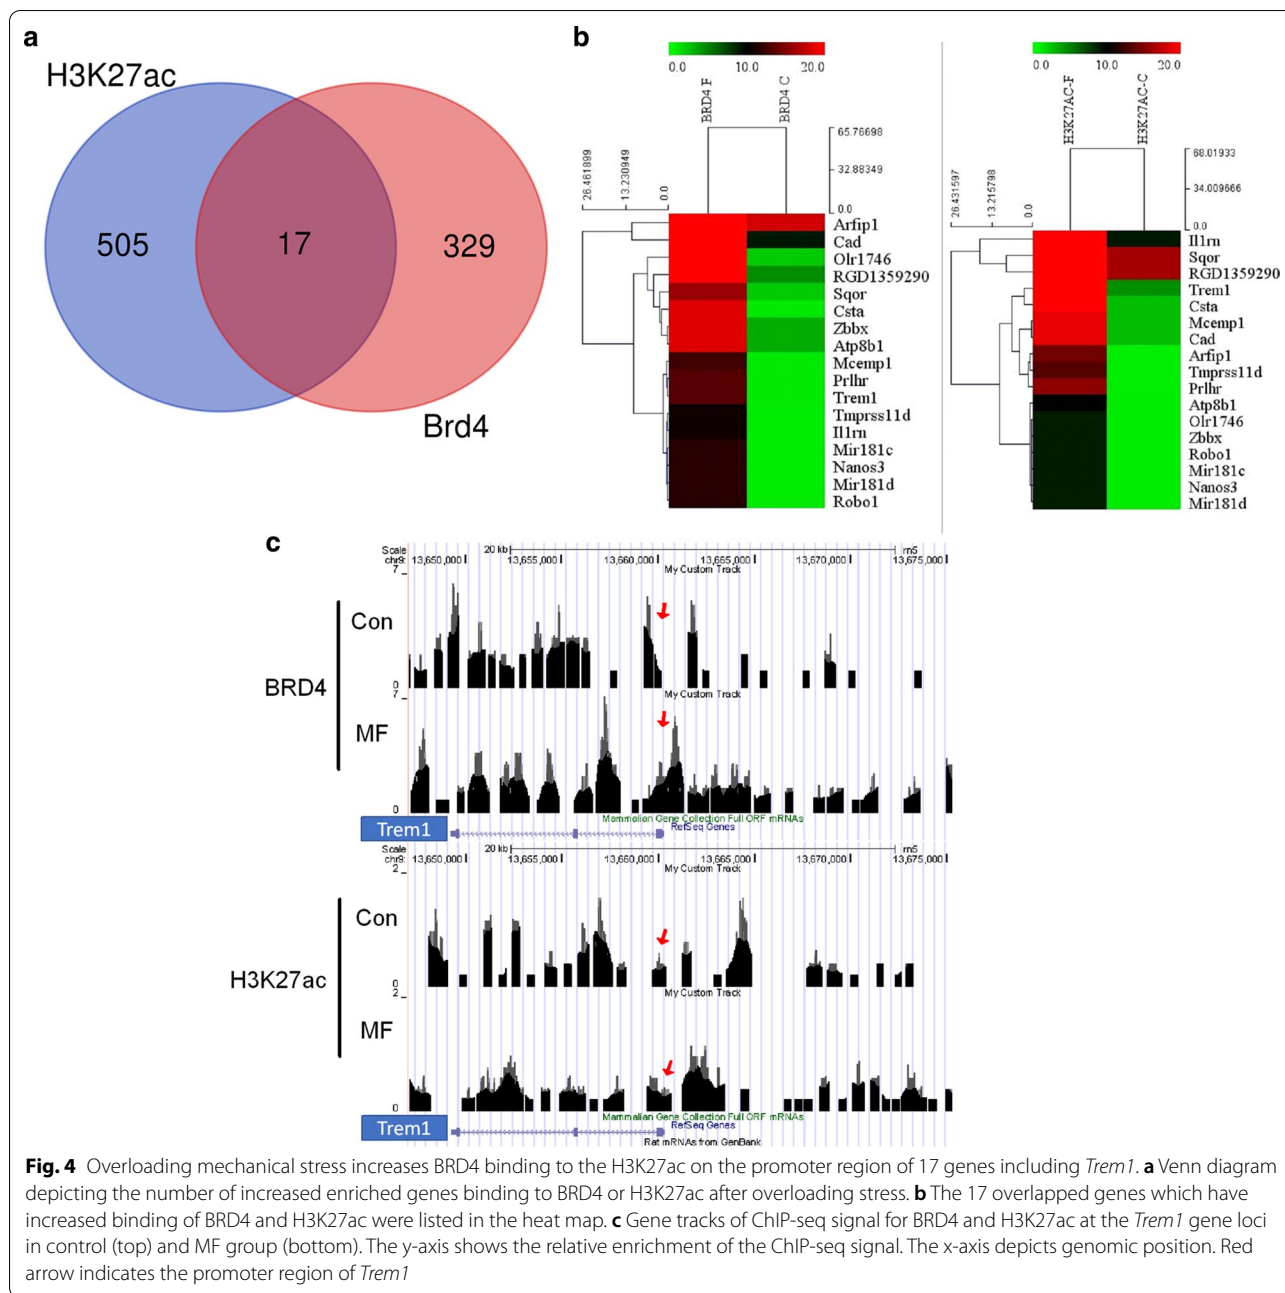 a
H3K27ac
505
17
329
Brd4
b
0.0 10.0 20.0
BRD4 F
BRD4 C
65.76698
32.88349
0.0
26.461899
13.230949
0.0
Arfip1
Cad
Olr1746
RGD1359290
Sqor
Csta
Zbbx
Atp8b1
Mcemp1
Prlhr
Trem1
Tmprss11d
Il1rn
Mir181c
Nanos3
Mir181d
Robo1
0.0 10.0 20.0
H3K27AC-F
H3K27AC-C
68.01933
34.009666
0.0
26.431597
13.215798
0.0
Il1rn
Sqor
RGD1359290
Trem1
Csta
Mcemp1
Cad
Arfip1
Tmprss11d
Prlhr
Atp8b1
Olr1746
Zbbx
Robo1
Mir181c
Nanos3
Mir181d
c
Scale 20 kb rn5
chr9: 13,650,000 13,655,000 13,660,000 13,665,000 13,670,000 13,675,000
My Custom Track
7
Con
0
BRD4
My Custom Track
7
MF
0
Mammalian Gene Collection Full ORF mRNAs
Trem1
RefSeq Genes
Scale 20 kb rn5
chr9: 13,650,000 13,655,000 13,660,000 13,665,000 13,670,000 13,675,000
My Custom Track
2
Con
0
H3K27ac
My Custom Track
2
MF
0
Mammalian Gene Collection Full ORF mRNAs
Trem1
RefSeq Genes
Rat mRNAs from GenBank
Fig. 4 Overloading mechanical stress increases BRD4 binding to the H3K27ac on the promoter region of 17 genes including Trem1. a Venn diagram
depicting the number of increased enriched genes binding to BRD4 or H3K27ac after overloading stress. b The 17 overlapped genes which have
increased binding of BRD4 and H3K27ac were listed in the heat map. c Gene tracks of ChIP-seq signal for BRD4 and H3K27ac at the Trem1 gene loci
in control (top) and MF group (bottom). The y-axis shows the relative enrichment of the ChIP-seq signal. The x-axis depicts genomic position. Red
arrow indicates the promoter region of Trem1